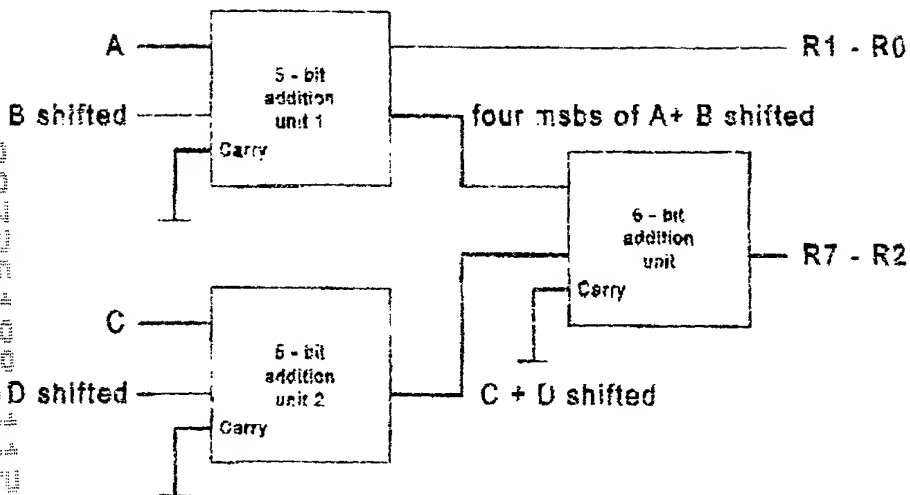 A
R1 - R0
5 - bit
addition
unit 1
B shifted
four msbs of A+ B shifted
Carry
6 - bit
addition
unit
R7 - R2
Carry
C
5 - bit
addition
unit 2
D shifted
C + D shifted
Carry